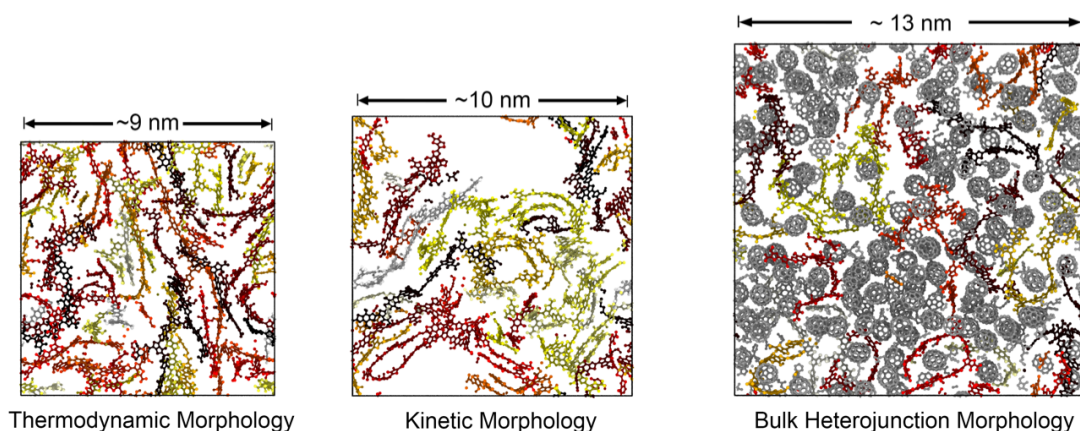 ~9 nm
~10 nm
~ 13 nm
Thermodynamic Morphology
Kinetic Morphology
Bulk Heterojunction Morphology